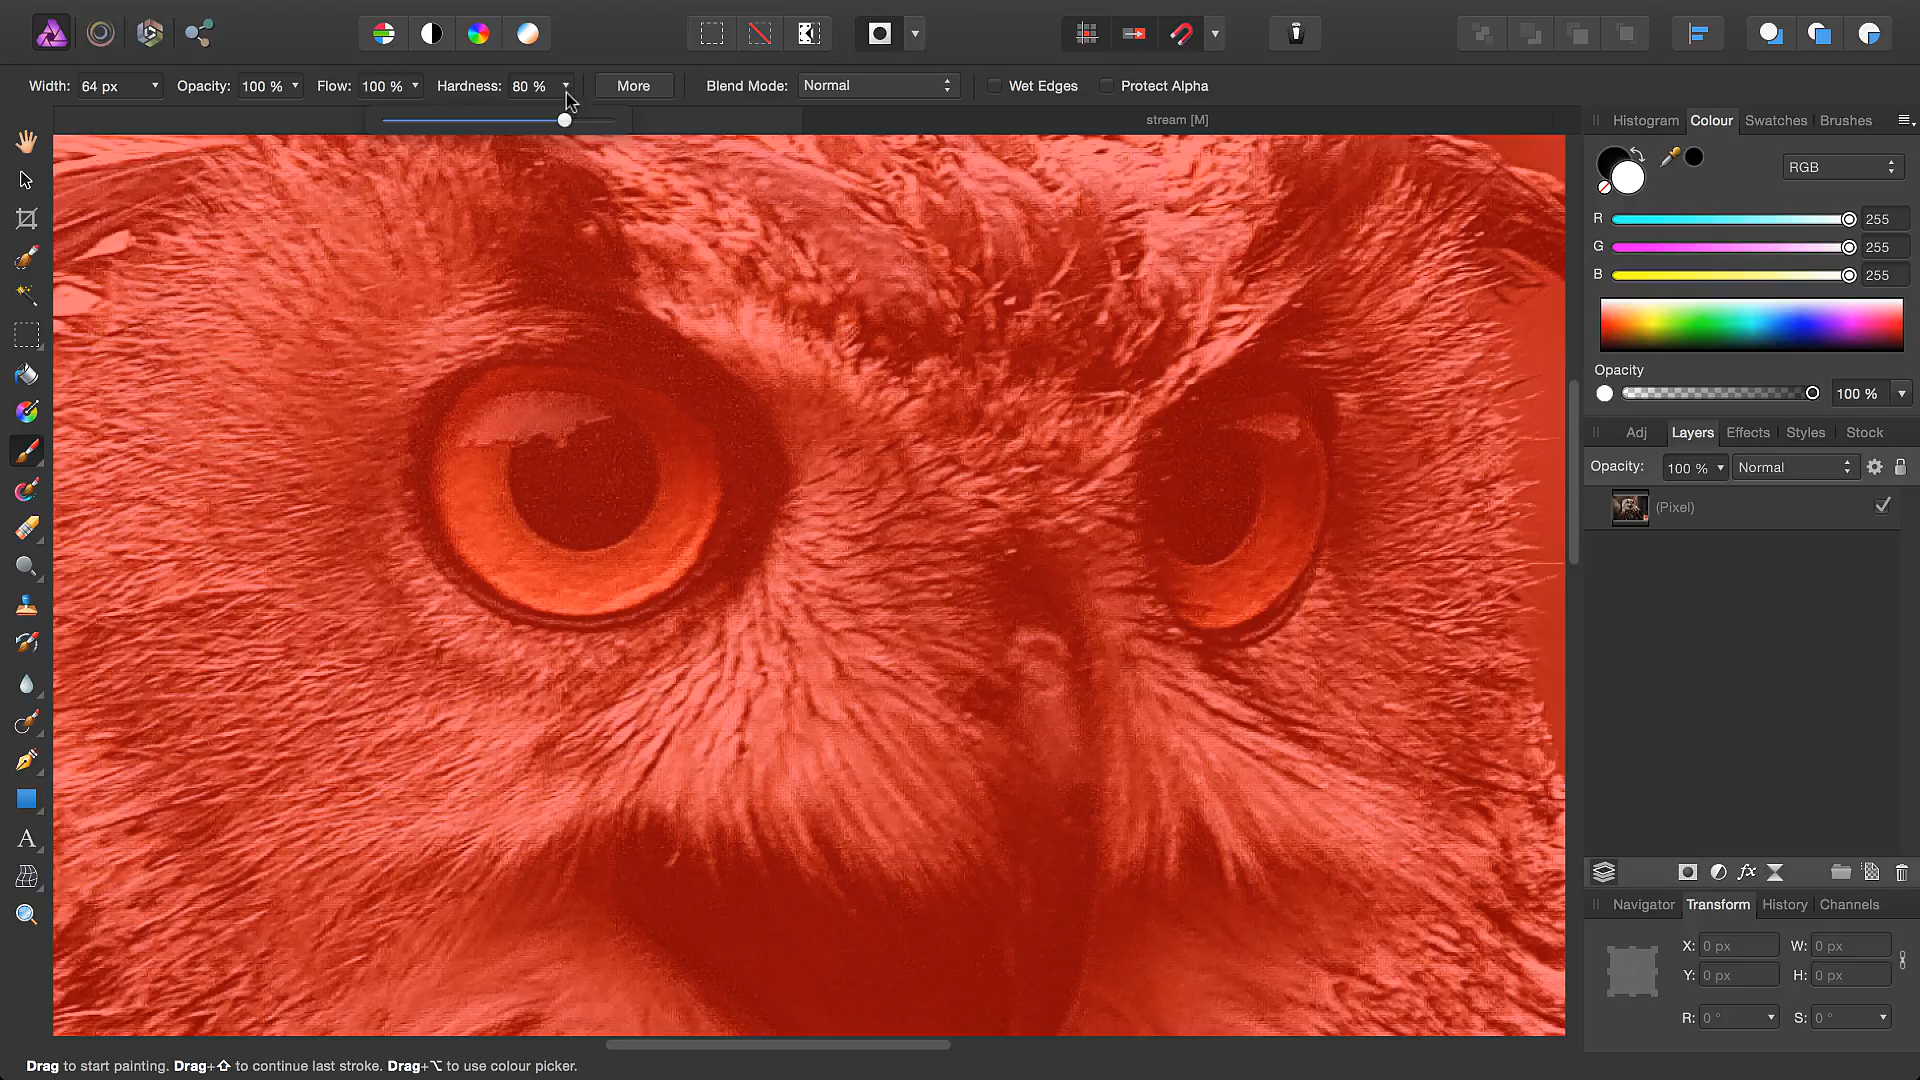 Width: 64 px Opacity: 100 % Flow: 100 % Hardness: 80 % More Blend Mode: Normal Wet Edges Protect Alpha
stream [M]
Histogram Colour Swatches Brushes
RGB
R 255
G 255
B 255
Opacity
100 %
Adj Layers Effects Styles Stock
Opacity: 100 % Normal
(Pixel)
fx
A
Navigator Transform History Channels
X: 0 px W: 0 px
Y: 0 px H: 0 px
R: 0 ° S: 0 °
Drag to start painting. Drag+⇧ to continue last stroke. Drag+⌥ to use colour picker.